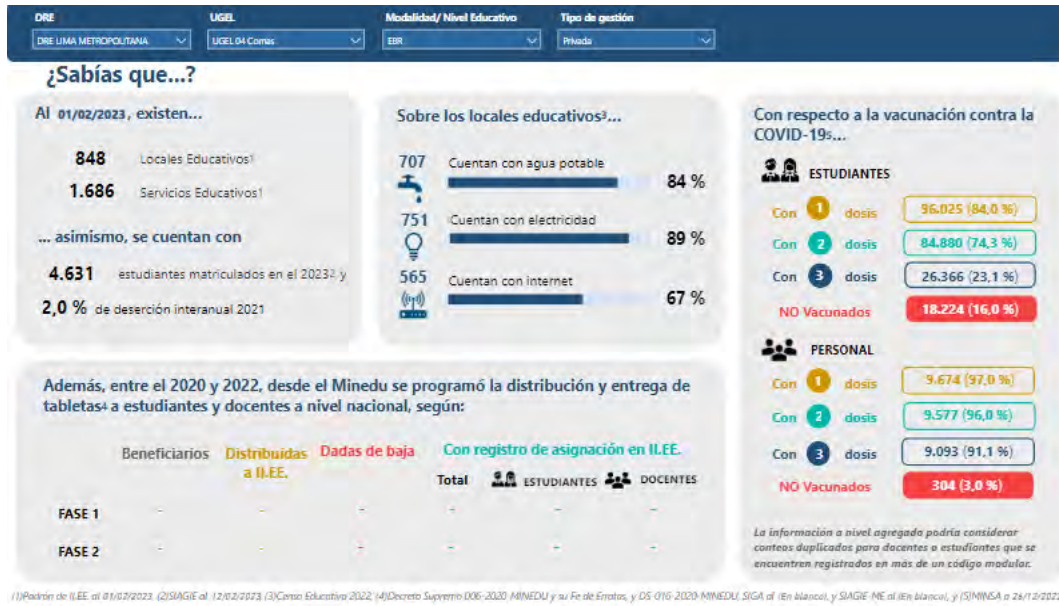 DRE UGEL Modalidad/ Nivel Educativo Tipo de gestión
DRE LIMA METROPOLITANA UGEL 04 Comas EBR Privada
¿Sabías que...?
Al 01/02/2023, existen...
848 Locales Educativos¹
1.686 Servicios Educativos¹
... asimismo, se cuentan con
4.631 estudiantes matriculados en el 2023² y
2,0 % de deserción interanual 2021
Sobre los locales educativos³...
707 Cuentan con agua potable
84 %
751 Cuentan con electricidad
89 %
565 Cuentan con internet
67 %
Con respecto a la vacunación contra la
COVID-19⁵...
ESTUDIANTES
Con 1 dosis 96.025 (84,0 %)
Con 2 dosis 84.880 (74,3 %)
Con 3 dosis 26.366 (23,1 %)
NO Vacunados 18.224 (16,0 %)
PERSONAL
Con 1 dosis 9.674 (97,0 %)
Con 2 dosis 9.577 (96,0 %)
Con 3 dosis 9.093 (91,1 %)
NO Vacunados 304 (3,0 %)
La información a nivel agregado podría considerar
conteos duplicados para docentes o estudiantes que se
encuentren registrados en más de un código modular.
Además, entre el 2020 y 2022, desde el Minedu se programó la distribución y entrega de
tabletas⁴ a estudiantes y docentes a nivel nacional, según:
Beneficiarios Distribuidas Dadas de baja Con registro de asignación en II.EE.
a II.EE.
Total ESTUDIANTES DOCENTES
FASE 1 - - - - - -
FASE 2 - - - - - -
(1)Padrón de II.EE. al 01/02/2023, (2)SIAGIE al 12/02/2023, (3)Censo Educativo 2022, (4)Decreto Supremo 006-2020-MINEDU y su Fe de Erratas, y DS-016-2020-MINEDU, SIGA al (En blanco), y SIAGIE-ME al (En blanco), y (5)MINSA a 26/12/202